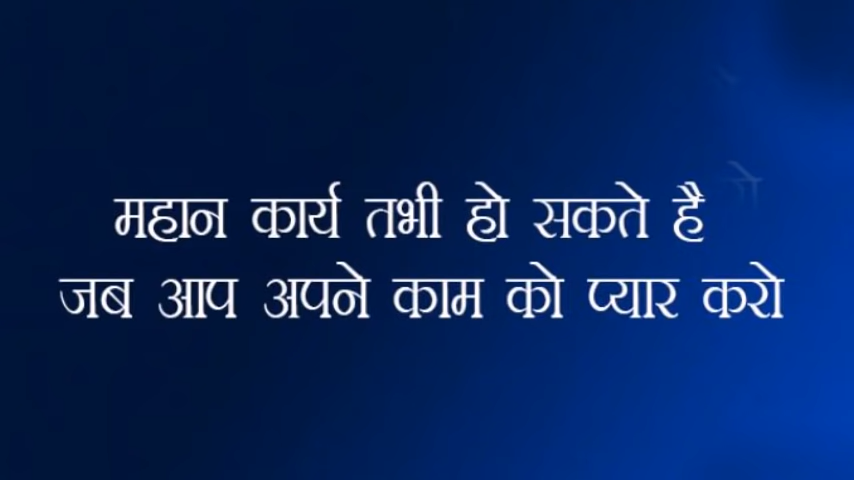 महान कार्य तभी हो सकते है
जब आप अपने काम को प्यार करो